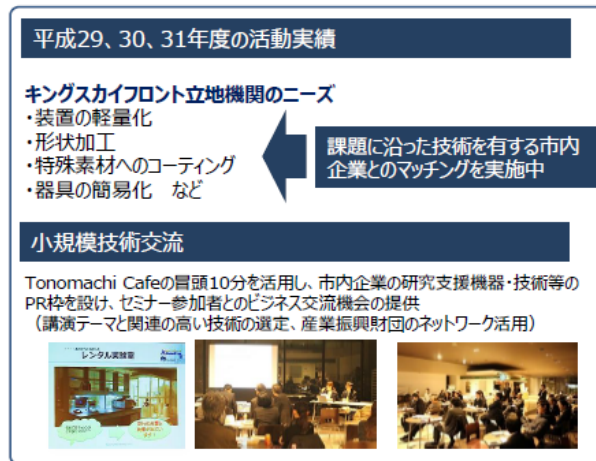 平成29、30、31年度の活動実績
キングスカイフロント立地機関のニーズ
・装置の軽量化
・形状加工
・特殊素材へのコーティング
・器具の簡易化　など
課題に沿った技術を有する市内
企業とのマッチングを実施中
小規模技術交流
Tonomachi Cafeの冒頭10分を活用し、市内企業の研究支援機器・技術等の
PR枠を設け、セミナー参加者とのビジネス交流機会の提供
（講演テーマと関連の高い技術の選定、産業振興財団のネットワーク活用）
レンタル実験室